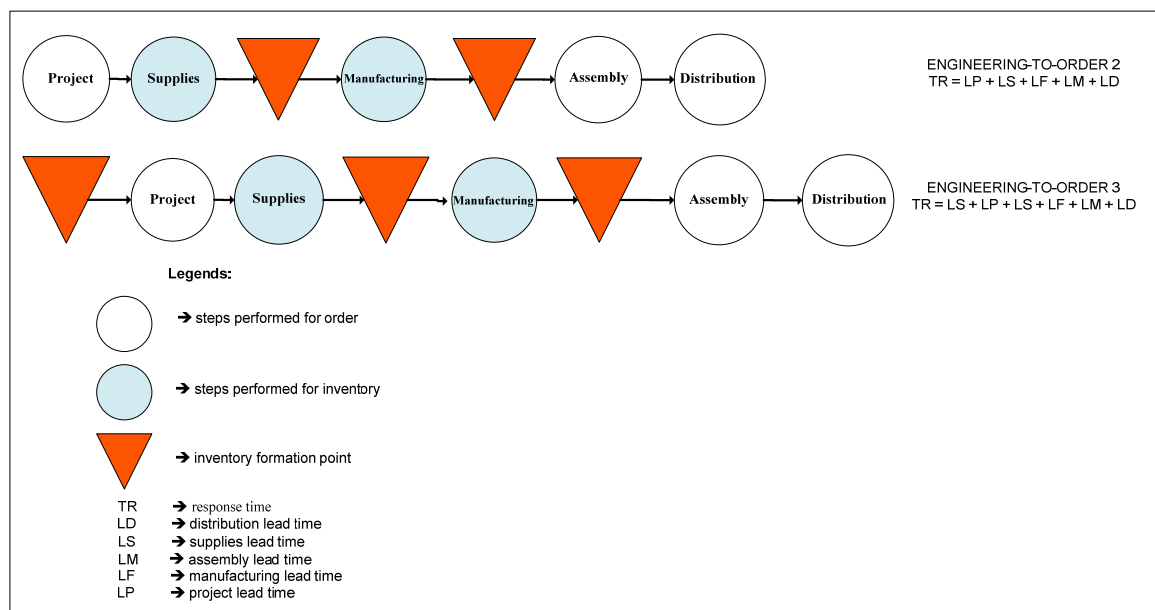 Project
Supplies
Manufacturing
Assembly
Distribution
ENGINEERING-TO-ORDER 2
TR = LP + LS + LF + LM + LD
Project
Supplies
Manufacturing
Assembly
Distribution
ENGINEERING-TO-ORDER 3
TR = LS + LP + LS + LF + LM + LD
Legends:
➔ steps performed for order
➔ steps performed for inventory
➔ inventory formation point
TR ➔ response time
LD ➔ distribution lead time
LS ➔ supplies lead time
LM ➔ assembly lead time
LF ➔ manufacturing lead time
LP ➔ project lead time